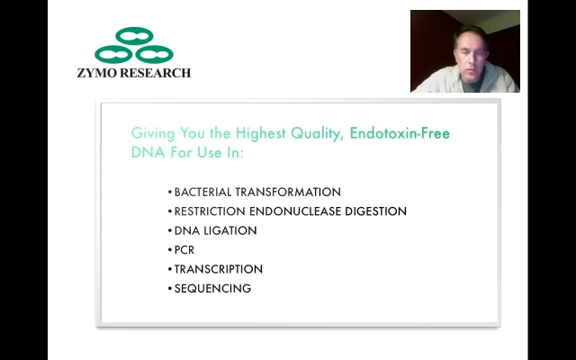 ZYMO RESEARCH
Giving You the Highest Quality, Endotoxin-Free
DNA For Use In:
•BACTERIAL TRANSFORMATION
•RESTRICTION ENDONUCLEASE DIGESTION
•DNA LIGATION
•PCR
•TRANSCRIPTION
•SEQUENCING